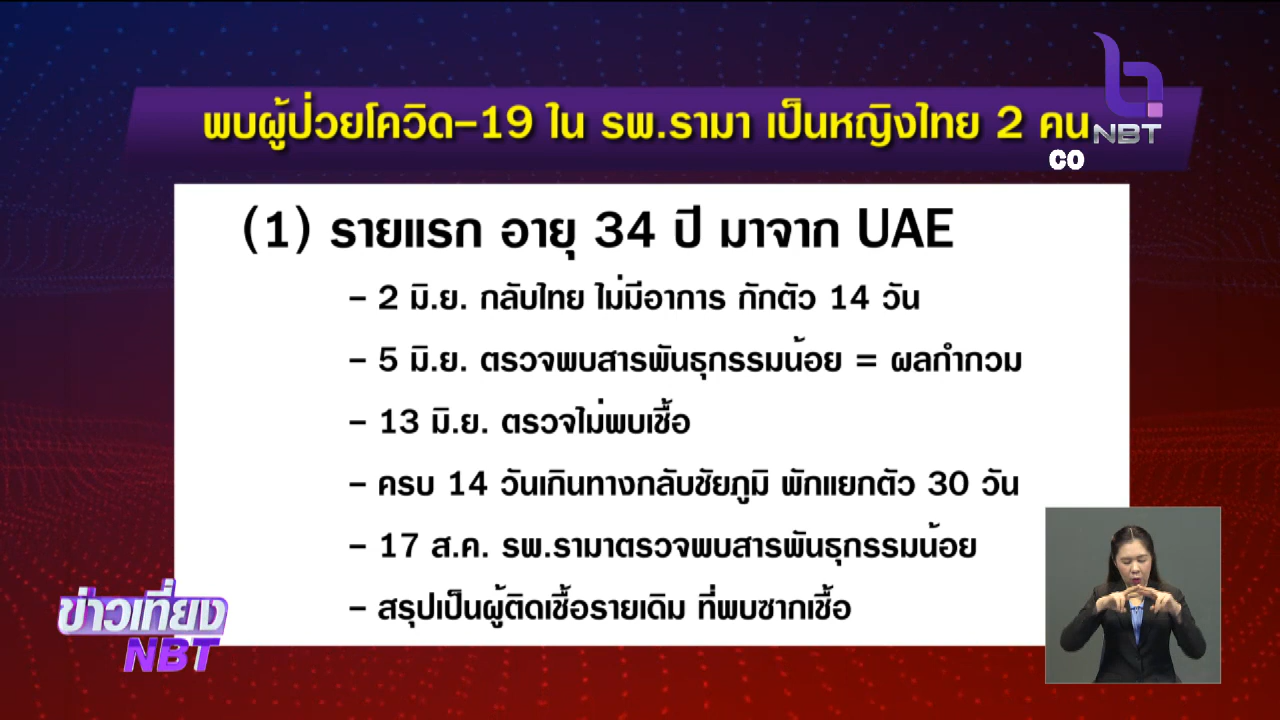 พบผู้ป่วยโควิด-19 ใน รพ.รามา เป็นหญิงไทย 2 คน
NBT
CO
(1) รายแรก อายุ 34 ปี มาจาก UAE
- 2 มิ.ย. กลับไทย ไม่มีอาการ กักตัว 14 วัน
- 5 มิ.ย. ตรวจพบสารพันธุกรรมน้อย = ผลกำกวม
- 13 มิ.ย. ตรวจไม่พบเชื้อ
- ครบ 14 วันเกินทางกลับชัยภูมิ พักแยกตัว 30 วัน
- 17 ส.ค. รพ.รามาตรวจพบสารพันธุกรรมน้อย
- สรุปเป็นผู้ติดเชื้อรายเดิม ที่พบซากเชื้อ
ข่าวเที่ยง
NBT